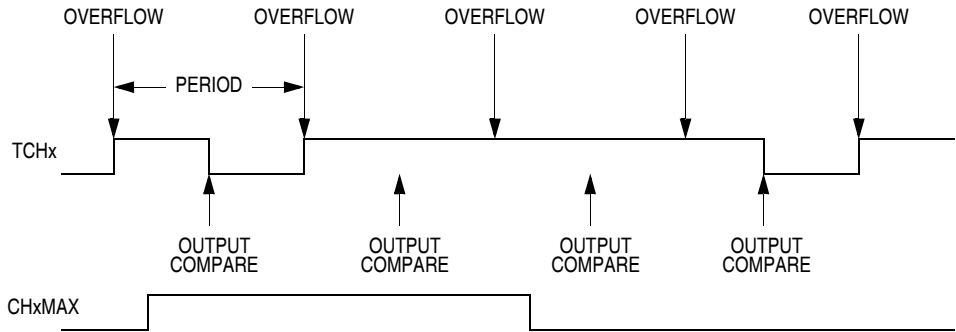 OVERFLOW OVERFLOW OVERFLOW OVERFLOW OVERFLOW
PERIOD
TCHx
OUTPUT OUTPUT OUTPUT OUTPUT
COMPARE COMPARE COMPARE COMPARE
CHxMAX